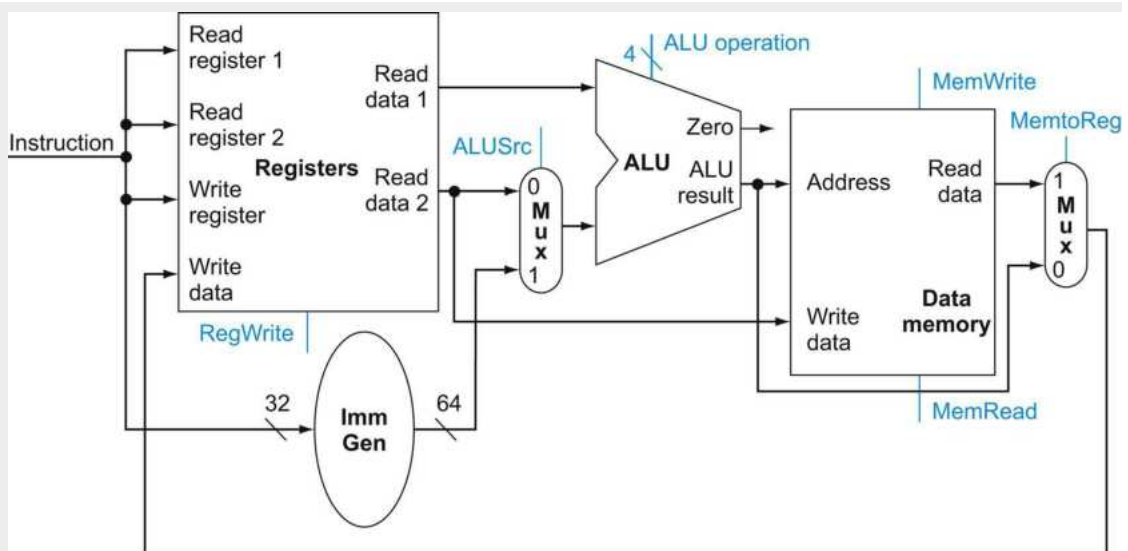 Instruction
Read
register 1
Read
register 2
Registers
Write
register
Write
data
Read
data 1
Read
data 2
RegWrite
32
Imm
Gen
64
ALUSrc
0
M
u
x
1
4
ALU operation
Zero
ALU
ALU
result
MemWrite
Address
Read
data
Write
data
Data
memory
MemRead
MemtoReg
1
M
u
x
0